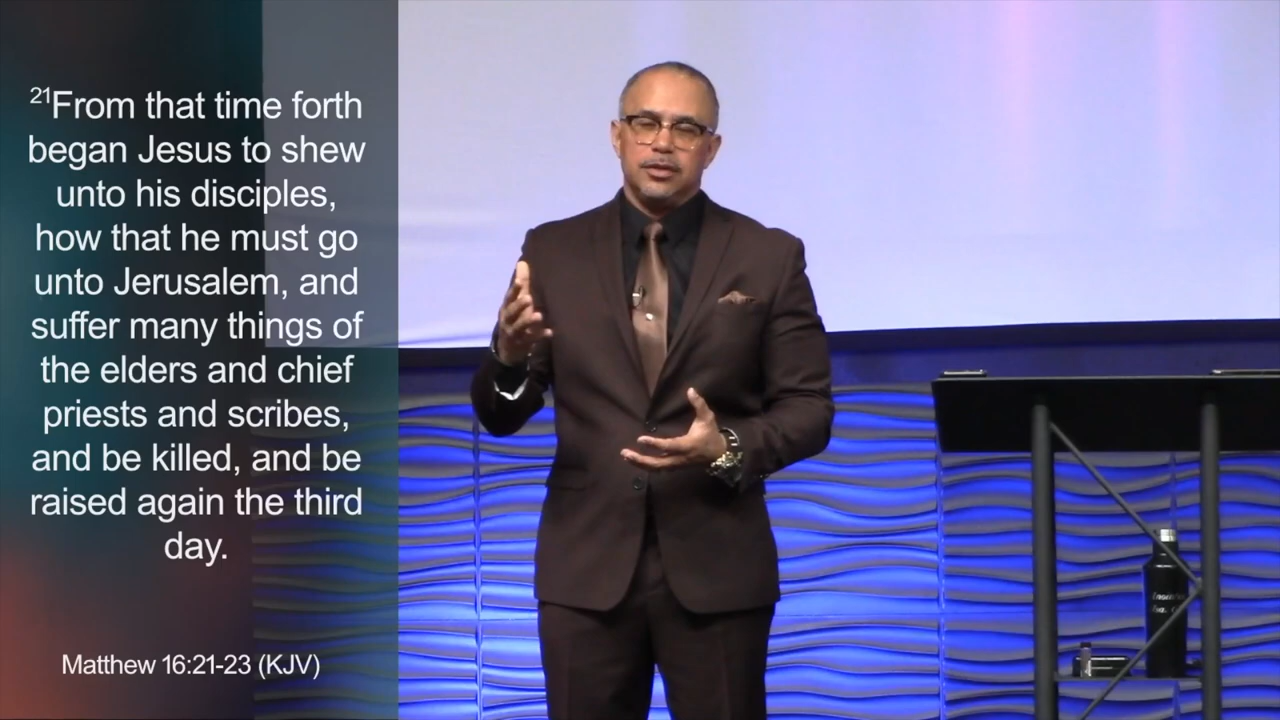 21From that time forth
began Jesus to shew
unto his disciples,
how that he must go
unto Jerusalem, and
suffer many things of
the elders and chief
priests and scribes,
and be killed, and be
raised again the third
day.
Matthew 16:21-23 (KJV)